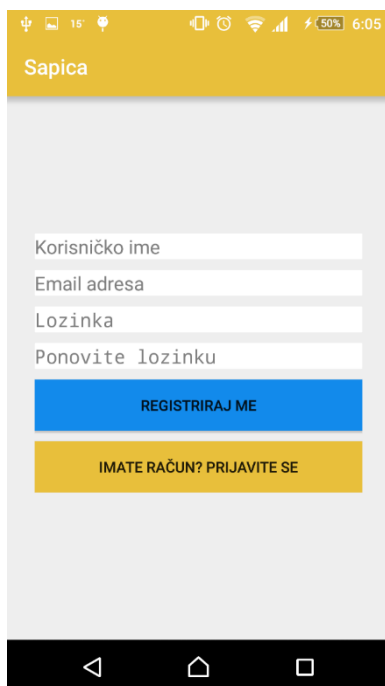 15° 50% 6:05
Sapica
Korisničko ime
Email adresa
Lozinka
Ponovite lozinku
REGISTRIRAJ ME
IMATE RAČUN? PRIJAVITE SE